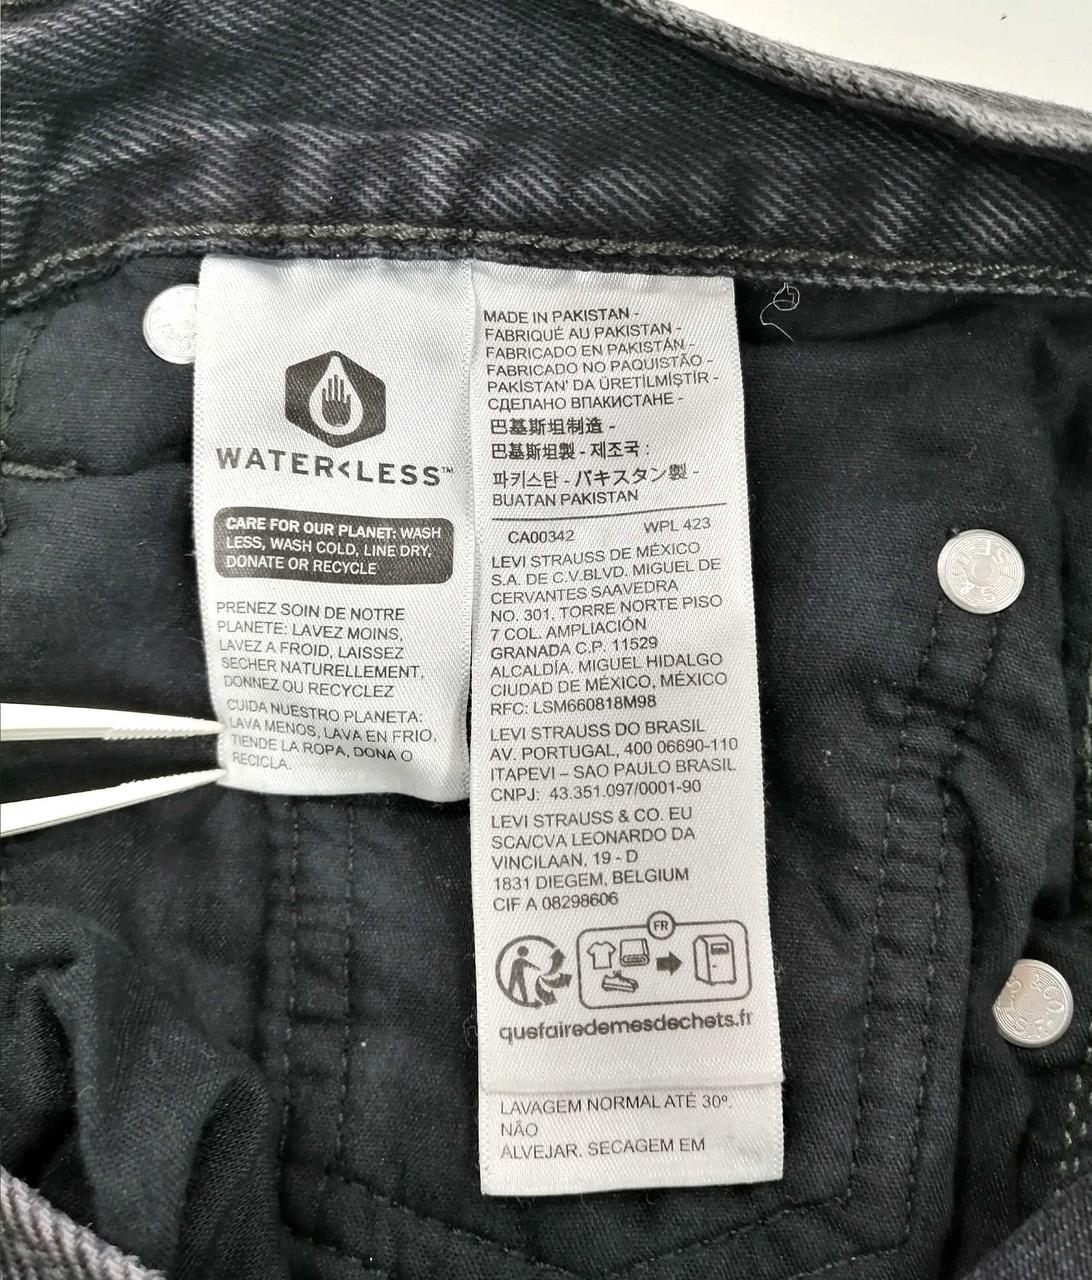 WATER<LESS™
CARE FOR OUR PLANET: WASH
LESS, WASH COLD, LINE DRY,
DONATE OR RECYCLE
PRENEZ SOIN DE NOTRE
PLANETE: LAVEZ MOINS,
LAVEZ A FROID, LAISSEZ
SECHER NATURELLEMENT,
DONNEZ OU RECYCLEZ
CUIDA NUESTRO PLANETA:
LAVA MENOS, LAVA EN FRIO,
TIENDE LA ROPA, DONA O
RECICLA.
MADE IN PAKISTAN -
FABRIQUÉ AU PAKISTAN -
FABRICADO EN PAKISTÁN -
FABRICADO NO PAQUISTÃO -
PAKİSTAN' DA ÜRETİLMİŞTİR -
СДЕЛАНО ВПАКИСТАНЕ -
巴基斯坦制造 -
巴基斯坦製 - 제조국 :
파키스탄 - パキスタン製 -
BUATAN PAKISTAN
CA00342 WPL 423
LEVI STRAUSS DE MÉXICO
S.A. DE C.V.BLVD. MIGUEL DE
CERVANTES SAAVEDRA
NO. 301, TORRE NORTE PISO
7 COL. AMPLIACIÓN
GRANADA C.P. 11529
ALCALDÍA. MIGUEL HIDALGO
CIUDAD DE MÉXICO, MÉXICO
RFC: LSM660818M98
LEVI STRAUSS DO BRASIL
AV. PORTUGAL, 400 06690-110
ITAPEVI – SAO PAULO BRASIL
CNPJ: 43.351.097/0001-90
LEVI STRAUSS & CO. EU
SCA/CVA LEONARDO DA
VINCILAAN, 19 - D
1831 DIEGEM, BELGIUM
CIF A 08298606
FR
quefairedemesdechets.fr
LAVAGEM NORMAL ATÉ 30º.
NÃO
ALVEJAR. SECAGEM EM